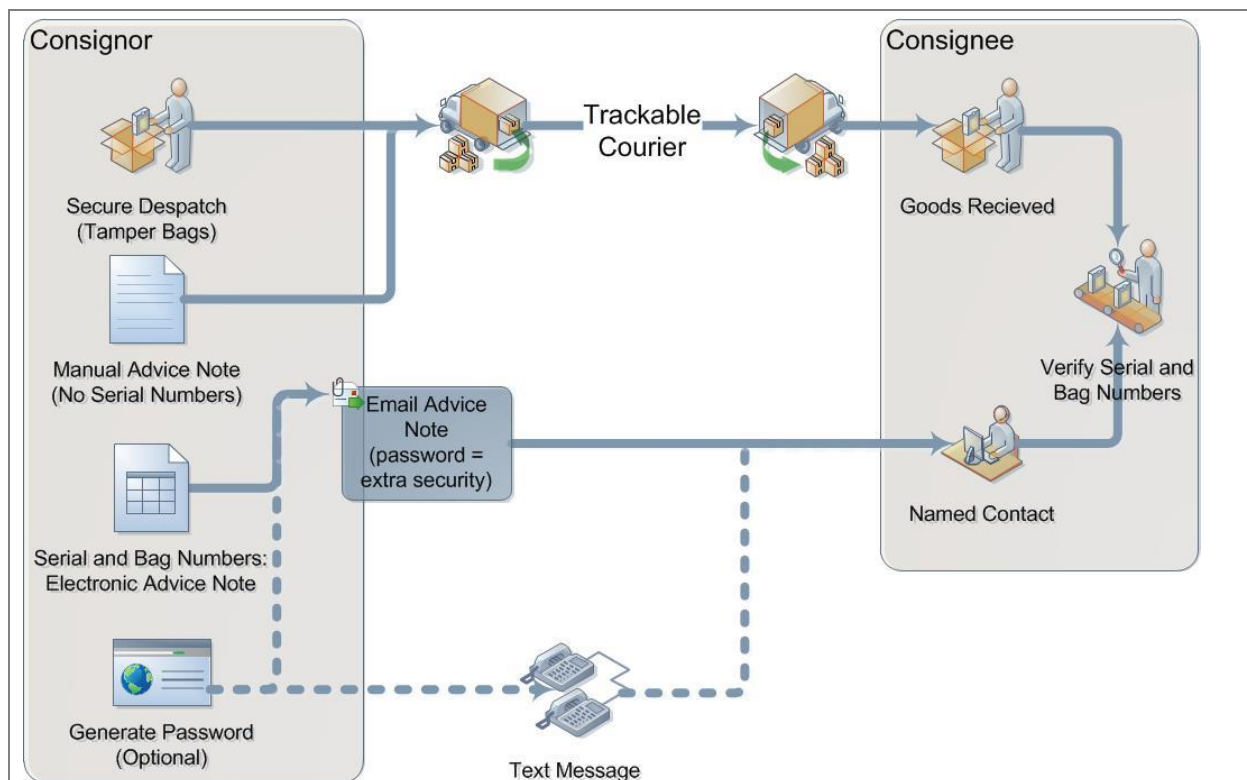 Consignor
Consignee
Trackable
Courier
Secure Despatch
(Tamper Bags)
Goods Recieved
Manual Advice Note
(No Serial Numbers)
Verify Serial and
Bag Numbers
Email Advice
Note
(password =
extra security)
Named Contact
Serial and Bag Numbers:
Electronic Advice Note
Generate Password
(Optional)
Text Message